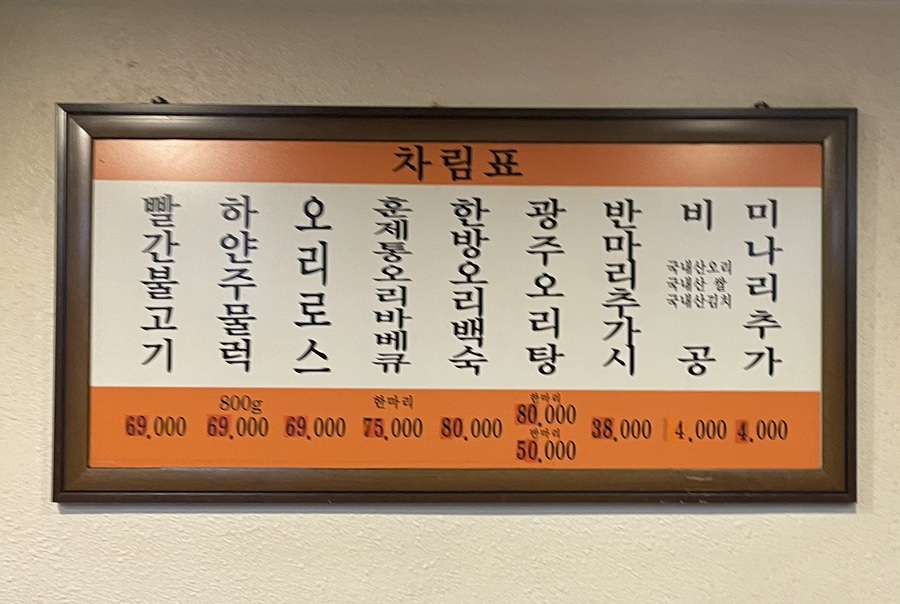 차림표
빨간불고기
69.000
하얀주물럭
800g
69.000
오리로스
69.000
훈제통오리바베큐
한마리
75.000
한방오리백숙
80.000
광주오리탕
한마리
80.000
50.000
반마리추가시
38.000
비
국내산오리
국내산 쌀
국내산김치
공
4.000
미나리추가
4.000